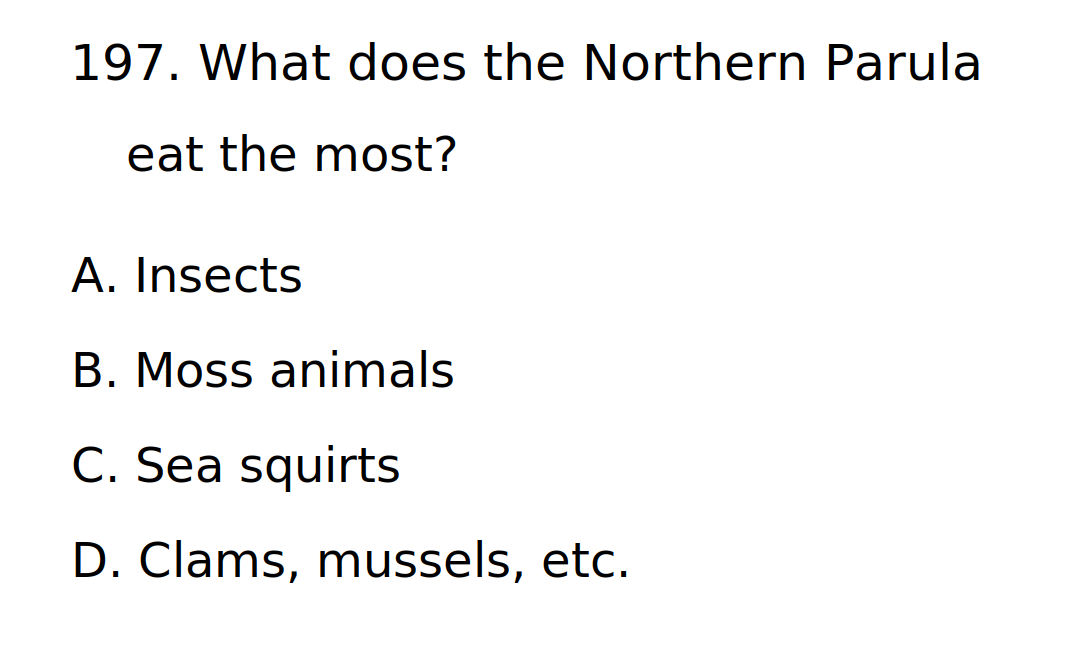 197. What does the Northern Parula
eat the most?
A. Insects
B. Moss animals
C. Sea squirts
D. Clams, mussels, etc.